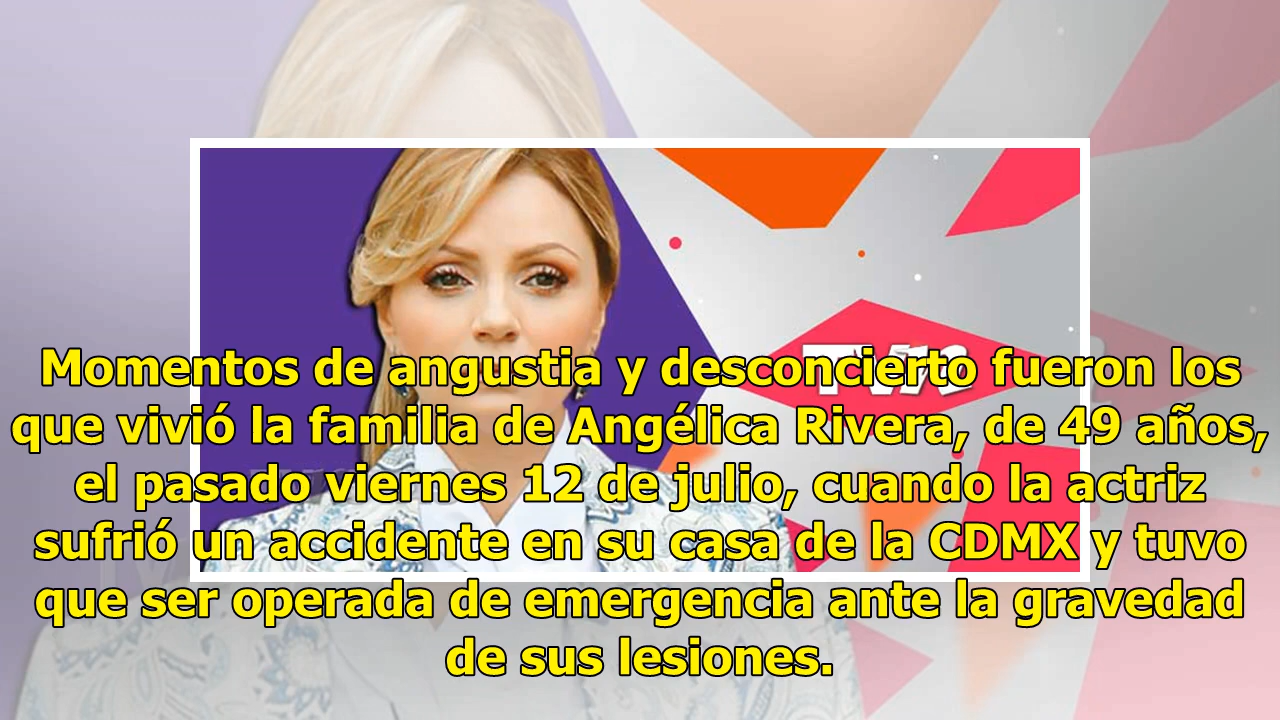 Momentos de angustia y desconcierto fueron los
que vivió la familia de Angélica Rivera, de 49 años,
el pasado viernes 12 de julio, cuando la actriz
sufrió un accidente en su casa de la CDMX y tuvo
que ser operada de emergencia ante la gravedad
de sus lesiones.